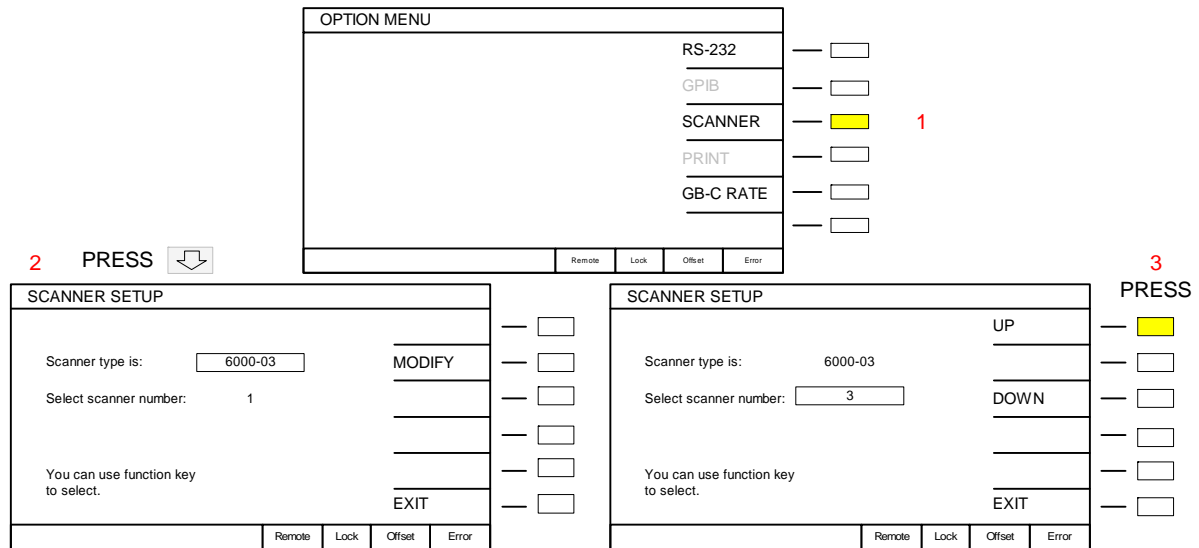 OPTION MENU
RS-232
GPIB
SCANNER
1
PRINT
GB-C RATE
Remote Lock Offset Error
2 PRESS
SCANNER SETUP
Scanner type is: 6000-03
MODIFY
Select scanner number: 1
You can use function key
to select.
EXIT
Remote Lock Offset Error
3
PRESS
SCANNER SETUP
UP
Scanner type is: 6000-03
Select scanner number: 3
DOWN
You can use function key
to select.
EXIT
Remote Lock Offset Error